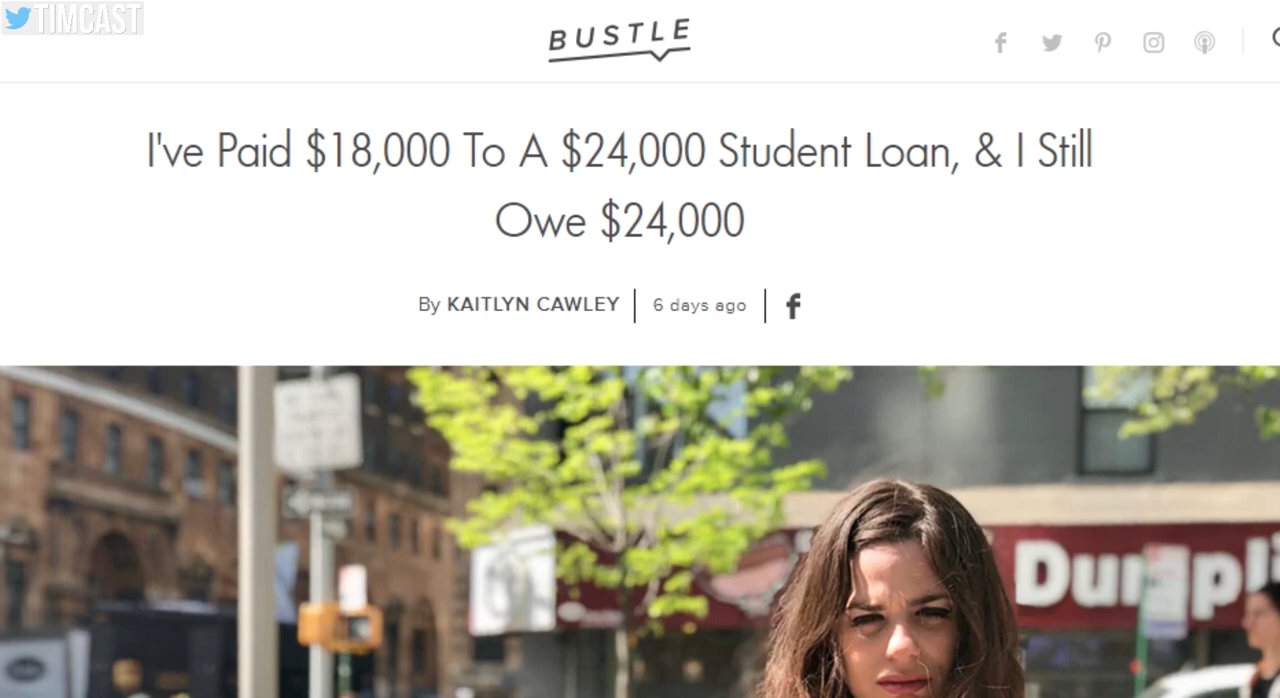 TIMCAST
BUSTLE
I've Paid $18,000 To A $24,000 Student Loan, & I Still
Owe $24,000
By KAITLYN CAWLEY
6 days ago